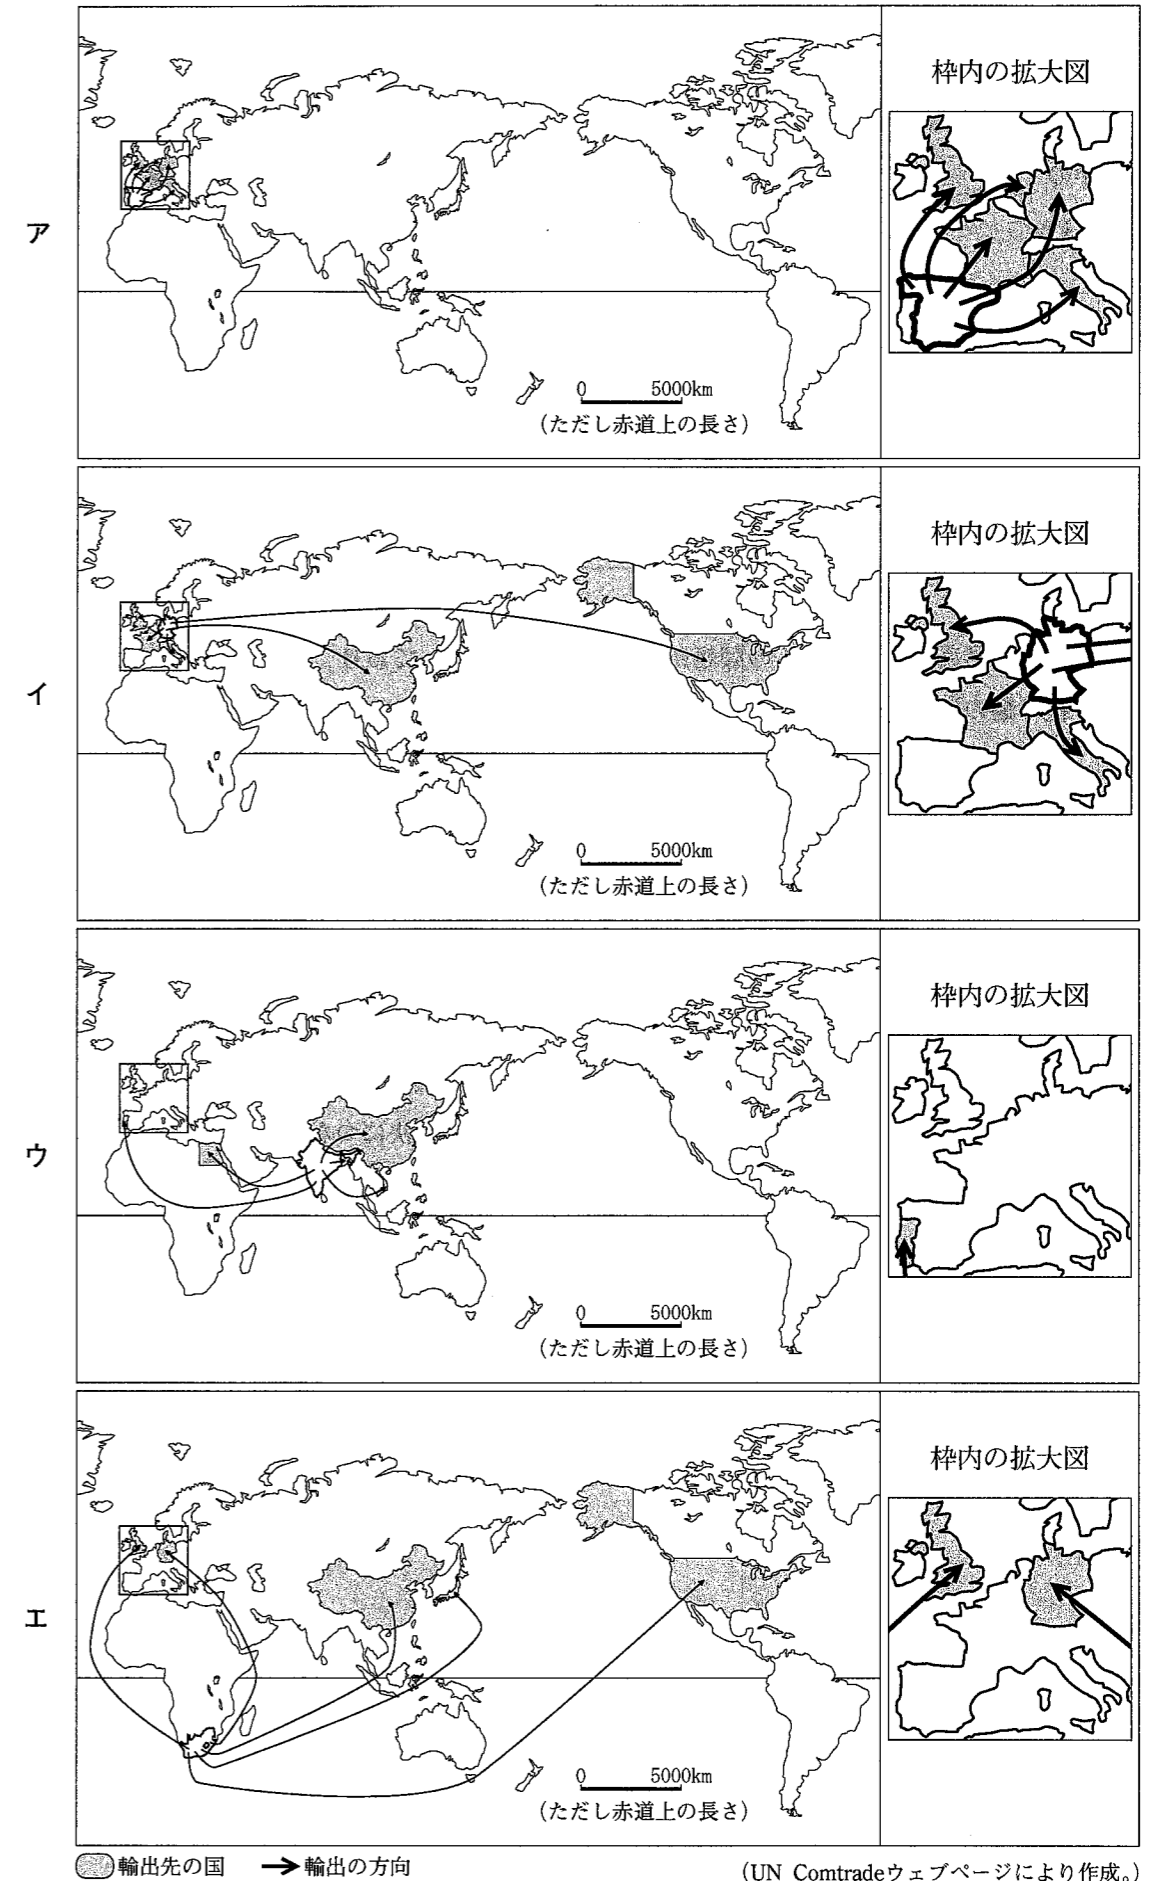 ア
枠内の拡大図
0 5000km
(ただし赤道上の長さ)
イ
枠内の拡大図
0 5000km
(ただし赤道上の長さ)
ウ
枠内の拡大図
0 5000km
(ただし赤道上の長さ)
エ
枠内の拡大図
0 5000km
(ただし赤道上の長さ)
輸出先の国 輸出の方向
(UN Comtradeウェブページにより作成。)